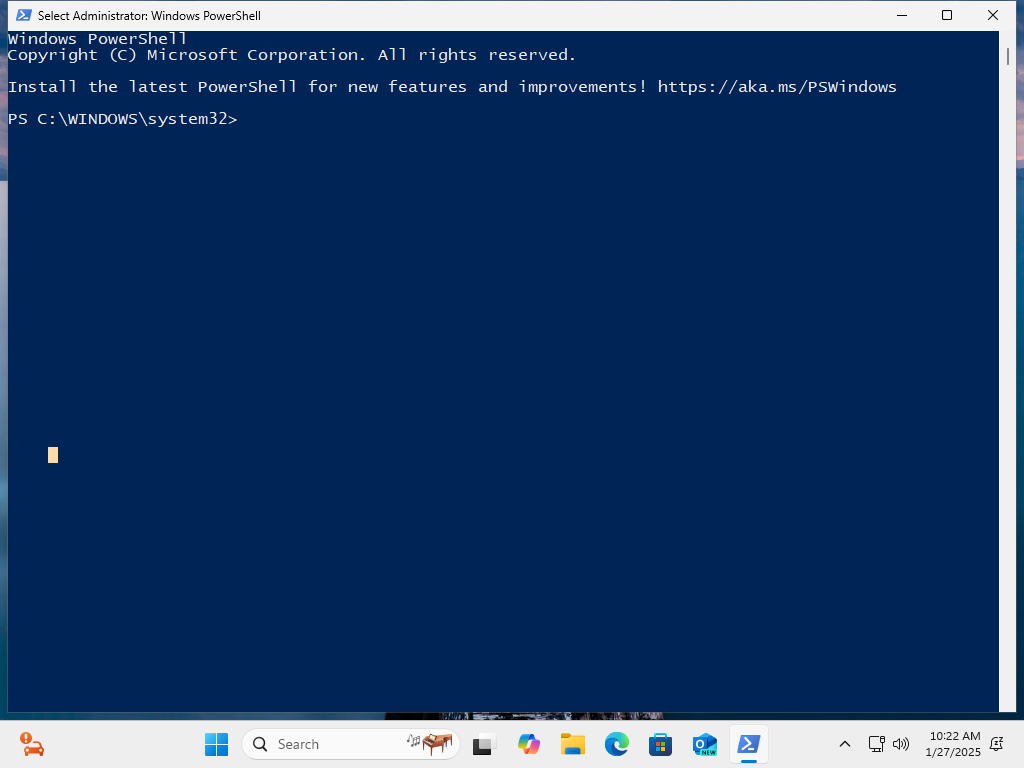 Select Administrator: Windows PowerShell
Windows PowerShell
Copyright (C) Microsoft Corporation. All rights reserved.
Install the latest PowerShell for new features and improvements! https://aka.ms/PSWindows
PS C:\WINDOWS\system32>
Search
NEW
10:22 AM
1/27/2025